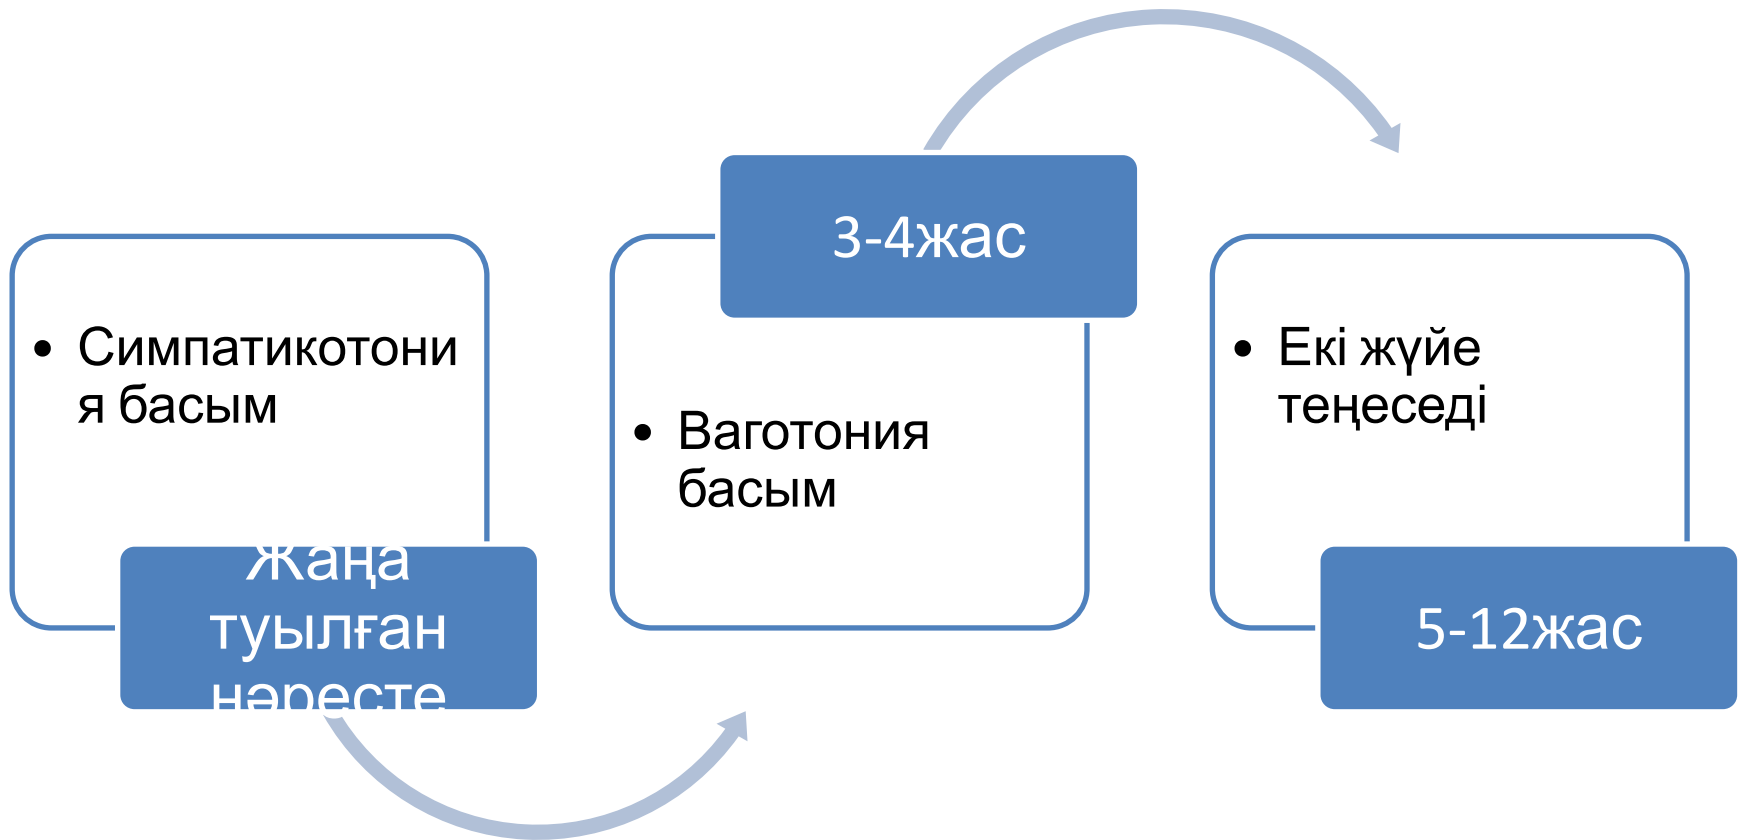 • Симпатикотони
я басым
Жаңа
туылған
нәресте
3-4жас
• Ваготония
басым
• Екі жүйе
теңеседі
5-12жас